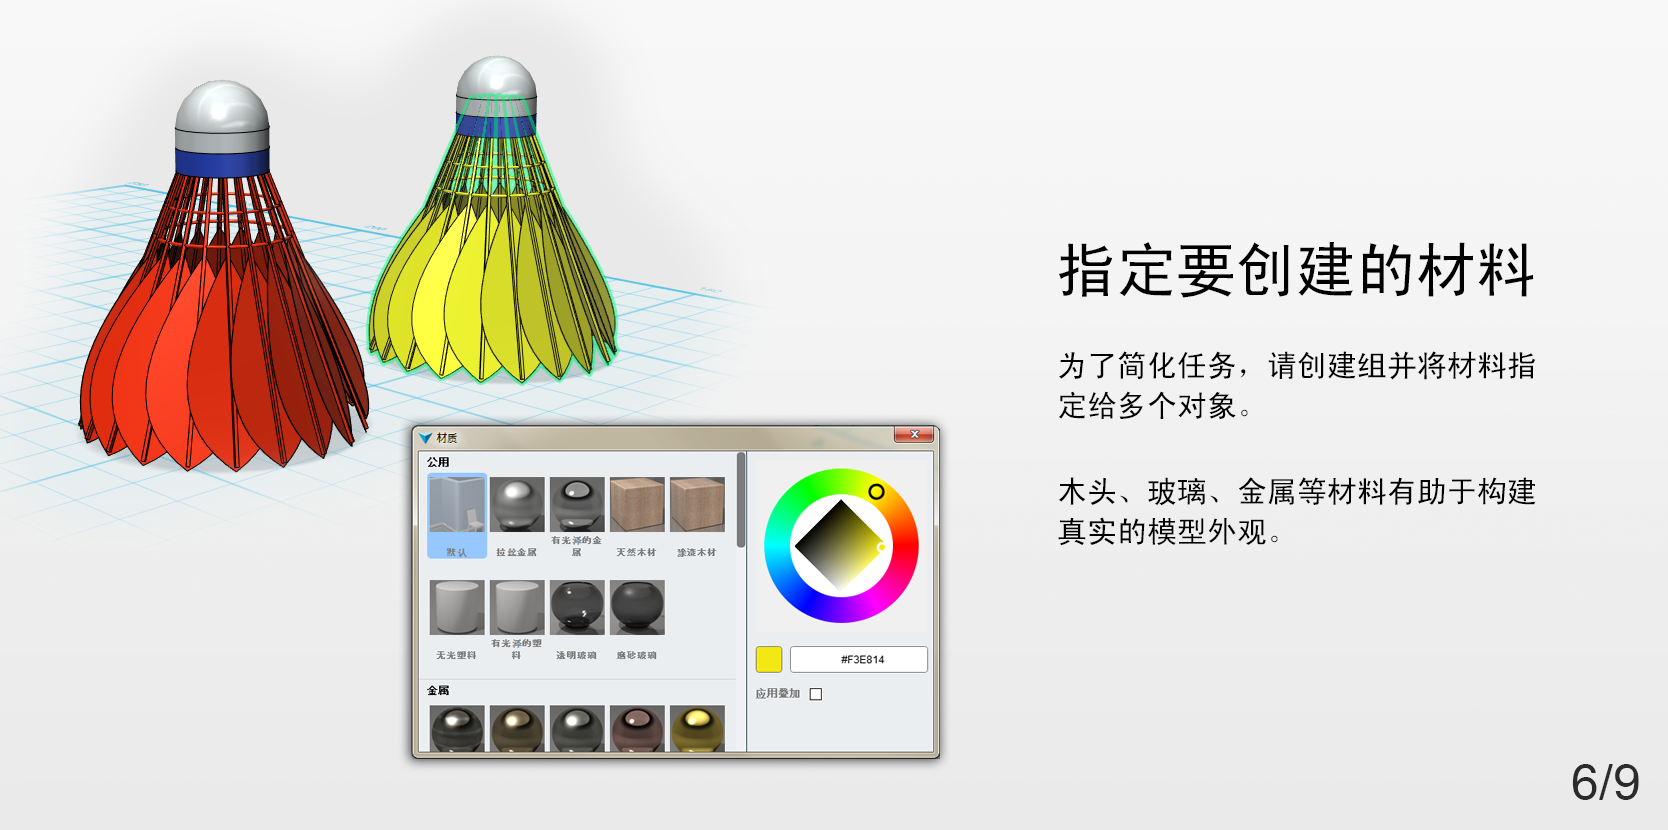 指定要创建的材料
为了简化任务，请创建组并将材料指
定给多个对象。
木头、玻璃、金属等材料有助于构建
真实的模型外观。
材质
公用
默认
拉丝金属
有光泽的金
属
天然木材
涂漆木材
无光塑料
有光泽的塑
料
透明玻璃
磨砂玻璃
金属
#F3E814
应用叠加
6/9